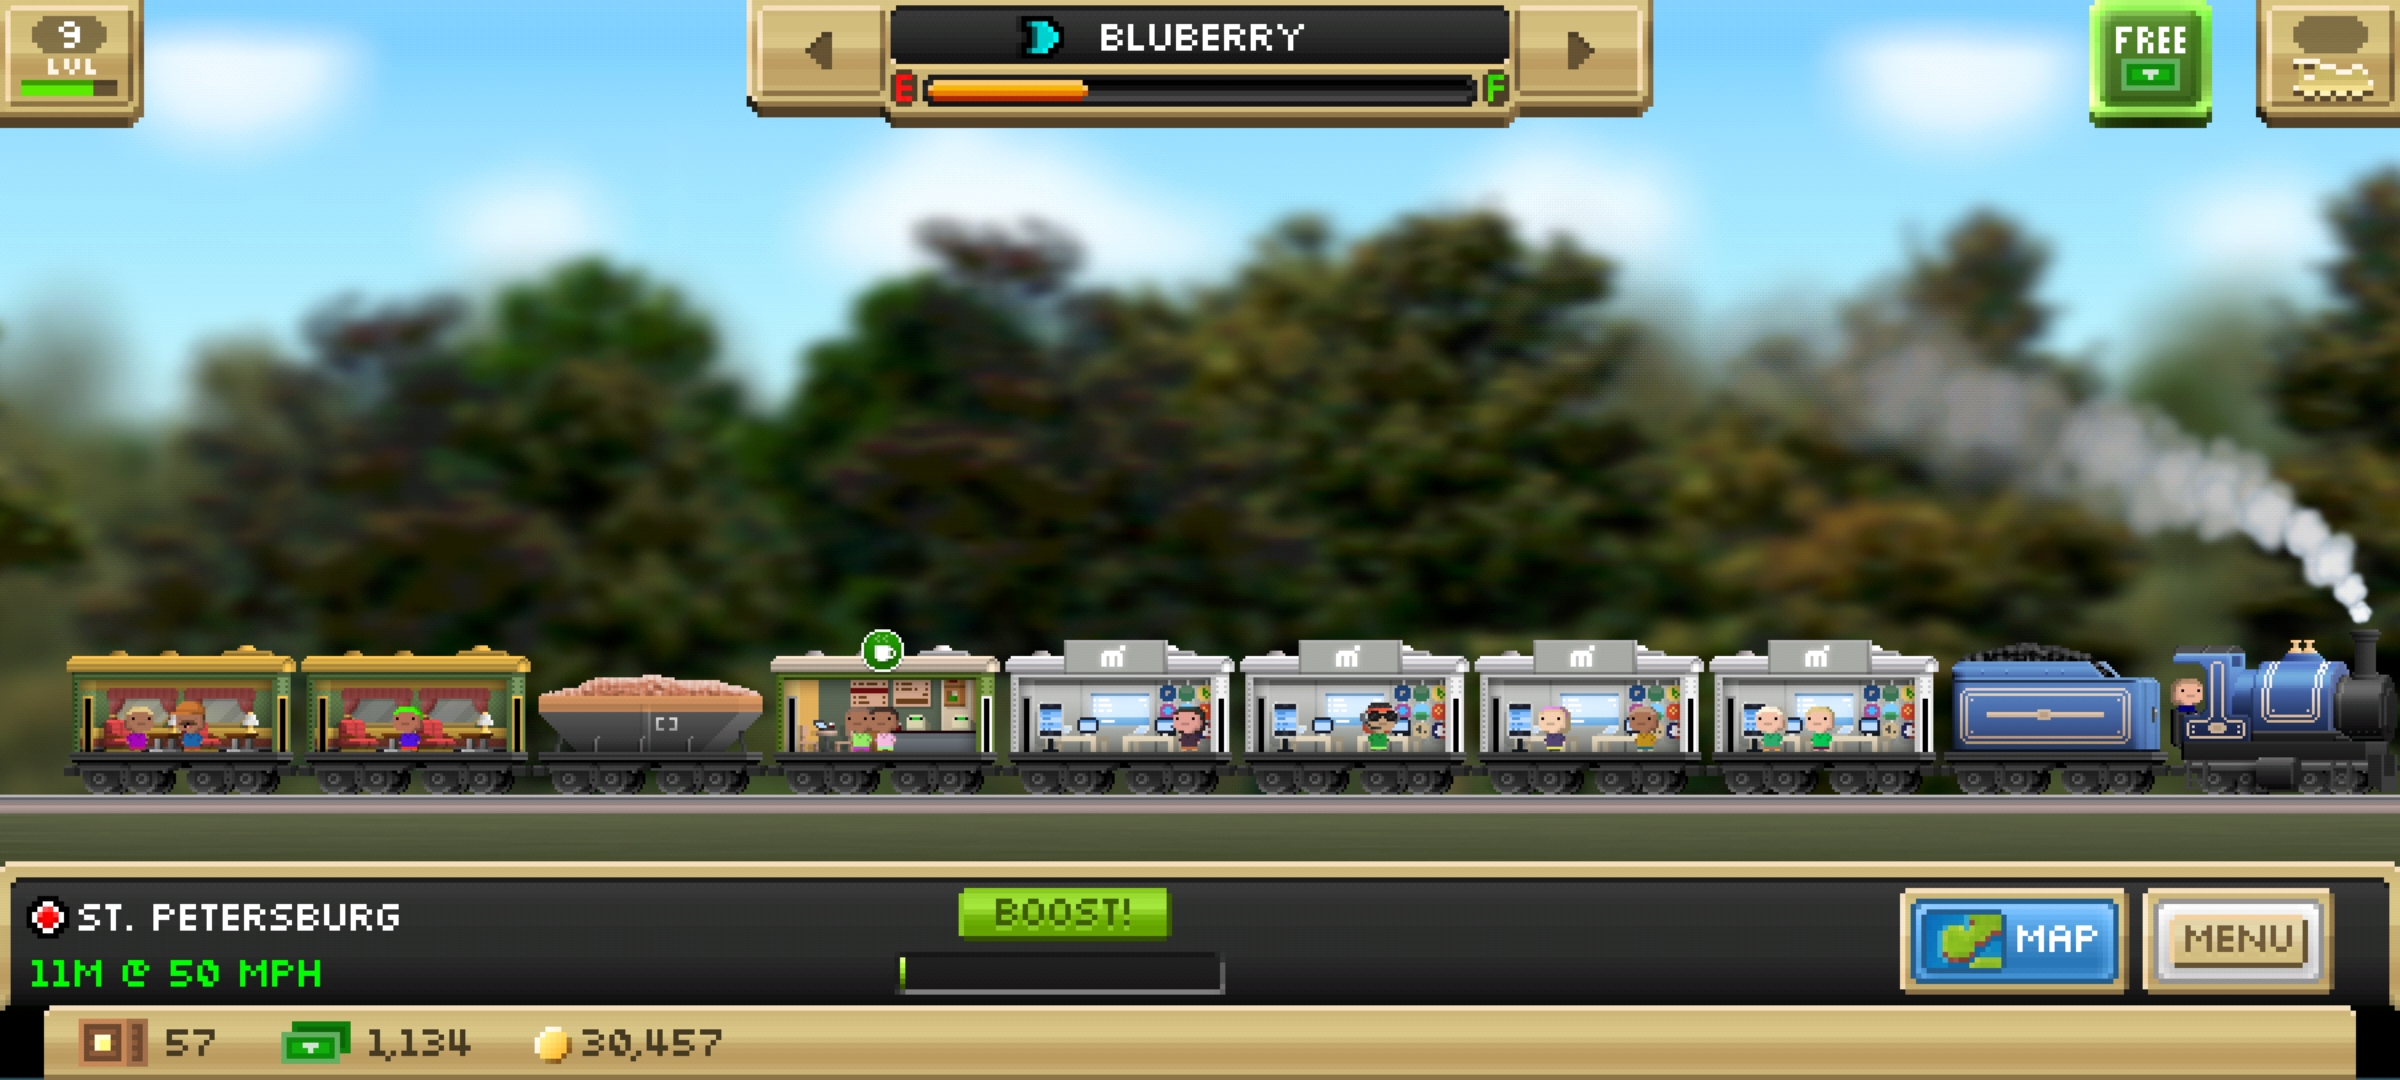 9
LVL
BLUBERRY
E F
FREE
m
m
m
m
ST. PETERSBURG
11M @ 50 MPH
BOOST!
MAP
MENU
57
1,134
30,457